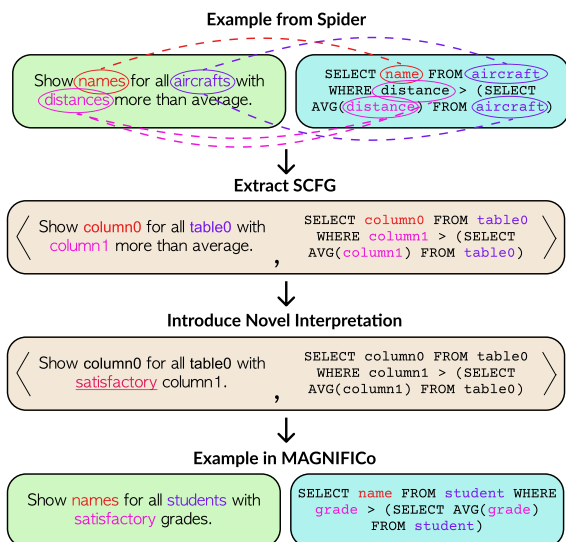 Example from Spider
Show names for all aircrafts with
distances more than average.
SELECT name FROM aircraft
WHERE distance > (SELECT
AVG(distance) FROM aircraft)
Extract SCFG
Show column0 for all table0 with
column1 more than average.
,
SELECT column0 FROM table0
WHERE column1 > (SELECT
AVG(column1) FROM table0)
Introduce Novel Interpretation
Show column0 for all table0 with
satisfactory column1.
,
SELECT column0 FROM table0
WHERE column1 > (SELECT
AVG(column1) FROM table0)
Example in MAGNIFICo
Show names for all students with
satisfactory grades.
SELECT name FROM student WHERE
grade > (SELECT AVG(grade)
FROM student)